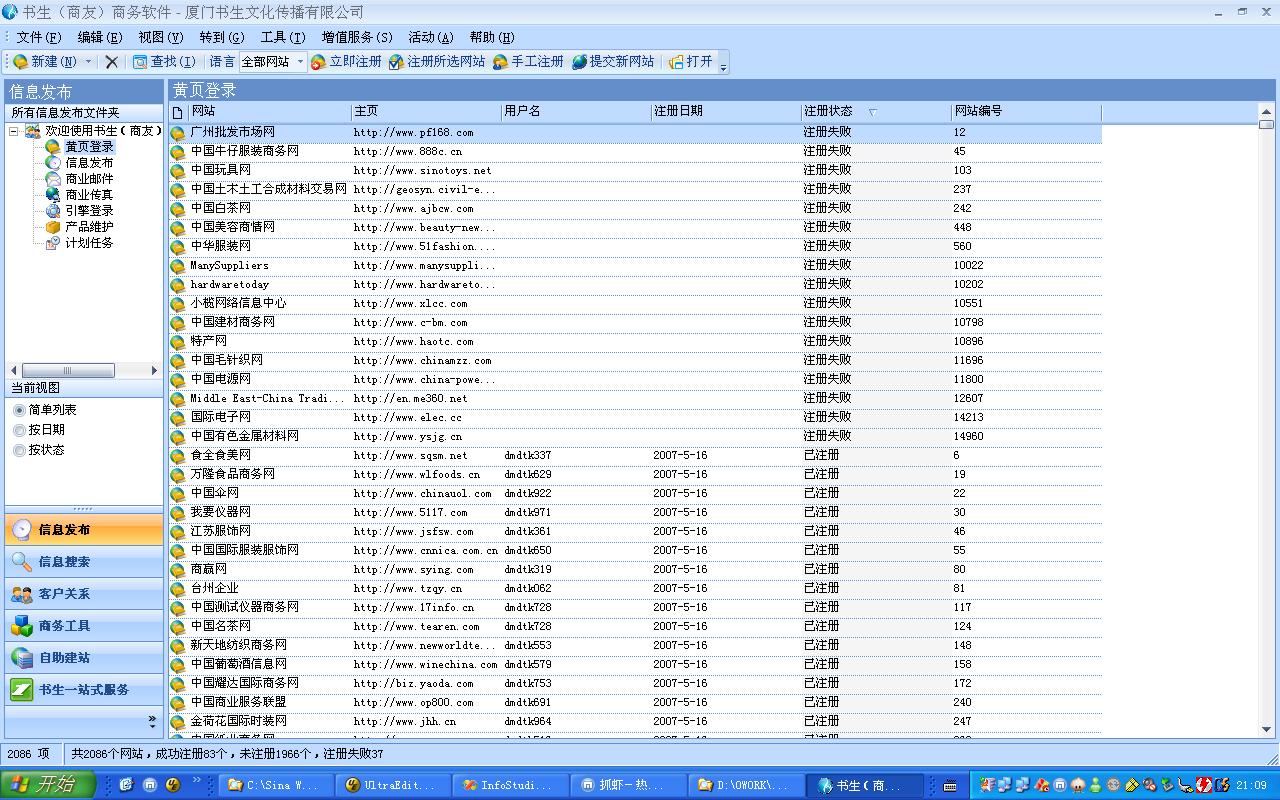 书生（商友）商务软件 - 厦门书生文化传播有限公司
文件(F) 编辑(E) 视图(V) 转到(G) 工具(T) 增值服务(S) 活动(A) 帮助(H)
新建(N) 查找(I) 语言 全部网站 立即注册 注册所选网站 手工注册 提交新网站 打开
信息发布
所有信息发布文件夹
欢迎使用书生(商友)
黄页登录
信息发布
商业邮件
商业传真
引擎登录
产品维护
计划任务
当前视图
简单列表
按日期
按状态
信息发布
信息搜索
客户关系
商务工具
自助建站
书生一站式服务
黄页登录
网站 主页 用户名 注册日期 注册状态 网站编号
广州批发市场网 http://www.pf168.com 注册失败 12
中国牛仔服装商务网 http://www.888c.cn 注册失败 45
中国玩具网 http://www.sinotoys.net 注册失败 103
中国土木土工合成材料交易网 http://geosyn.civil-e... 注册失败 237
中国白茶网 http://www.ajbcw.com 注册失败 242
中国美容商情网 http://www.beauty-new... 注册失败 448
中华服装网 http://www.51fashion.... 注册失败 560
ManySuppliers http://www.manysuppli... 注册失败 10022
hardwaretoday http://www.hardwareto... 注册失败 10202
小榄网络信息中心 http://www.xlcc.com 注册失败 10551
中国建材商务网 http://www.c-bm.com 注册失败 10798
特产网 http://www.haotc.com 注册失败 10896
中国毛针织网 http://www.chinamzz.com 注册失败 11696
中国电源网 http://www.china-powe... 注册失败 11800
Middle East-China Tradi... http://en.me360.net 注册失败 12607
国际电子网 http://www.elec.cc 注册失败 14213
中国有色金属材料网 http://www.ysjg.cn 注册失败 14960
食全食美网 http://www.sqsm.net dmdtk337 2007-5-16 已注册 6
万隆食品商务网 http://www.wlfoods.cn dmdtk629 2007-5-16 已注册 19
中国伞网 http://www.chinauol.com dmdtk922 2007-5-16 已注册 22
我要仪器网 http://www.5117.com dmdtk971 2007-5-16 已注册 30
江苏服饰网 http://www.jsfsw.com dmdtk361 2007-5-16 已注册 46
中国国际服装服饰网 http://www.cnnico.com.cn dmdtk650 2007-5-16 已注册 55
商赢网 http://www.sying.com dmdtk319 2007-5-16 已注册 80
台州企业 http://www.tzqy.cn dmdtk062 2007-5-16 已注册 81
中国测试仪器商务网 http://www.17info.cn dmdtk728 2007-5-16 已注册 117
中国名茶网 http://www.tearen.com dmdtk728 2007-5-16 已注册 124
新天地纺织商务网 http://www.newworldte... dmdtk553 2007-5-16 已注册 148
中国葡萄酒信息网 http://www.winechina.com dmdtk579 2007-5-16 已注册 158
中国耀达国际商务网 http://biz.yaoda.com dmdtk753 2007-5-16 已注册 172
中国商业服务联盟 http://www.op800.com dmdtk691 2007-5-16 已注册 240
金荷花国际时装网 http://www.jhh.cn dmdtk964 2007-5-16 已注册 247
2086 项 共2086个网站，成功注册83个，未注册1966个，注册失败37
开始 C:\Sina W... UltraEdit... InfoStudi... 抓虾－热... D:\OWORK\... 书生(商... 21:09